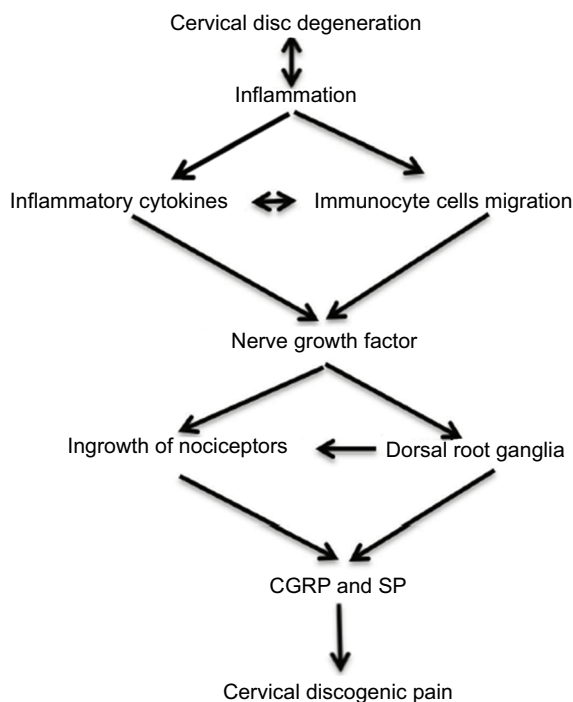 Cervical disc degeneration
Inflammation
Inflammatory cytokines
Immunocyte cells migration
Nerve growth factor
Ingrowth of nociceptors
Dorsal root ganglia
CGRP and SP
Cervical discogenic pain